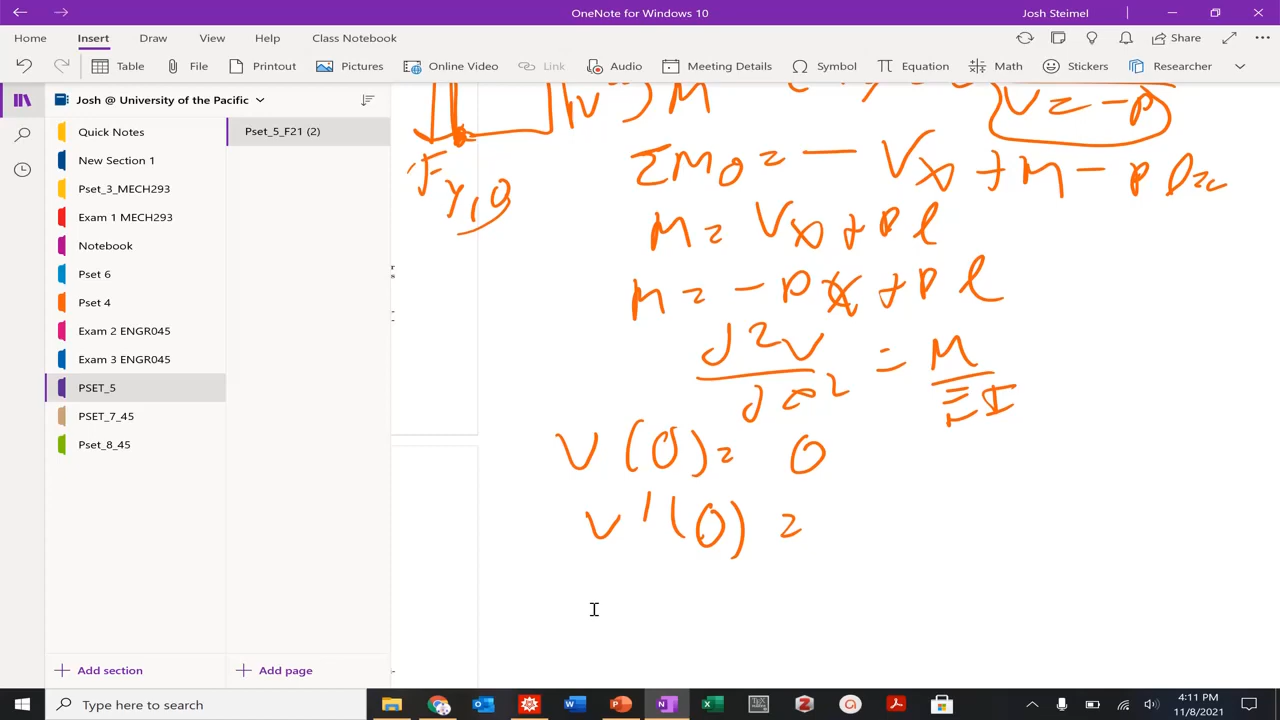 OneNote for Windows 10
Josh Steimel
Home Insert Draw View Help Class Notebook
Share
Table File Printout Pictures Online Video Link Audio Meeting Details Symbol Equation Math Stickers Researcher
Josh @ University of the Pacific
Quick Notes
New Section 1
Pset_3_MECH293
Exam 1 MECH293
Notebook
Pset 6
Pset 4
Exam 2 ENGR045
Exam 3 ENGR045
PSET_5
PSET_7_45
Pset_8_45
Add section
Pset_5_F21 (2)
Add page
M
V = -P
Fy,0
ΣM0 = - Vx + M - Pl =
M = Vx + Pl
M = -Px + Pl
d²v/dx² = M/EI
V(0) = 0
V'(0) =
Type here to search
4:11 PM
11/8/2021